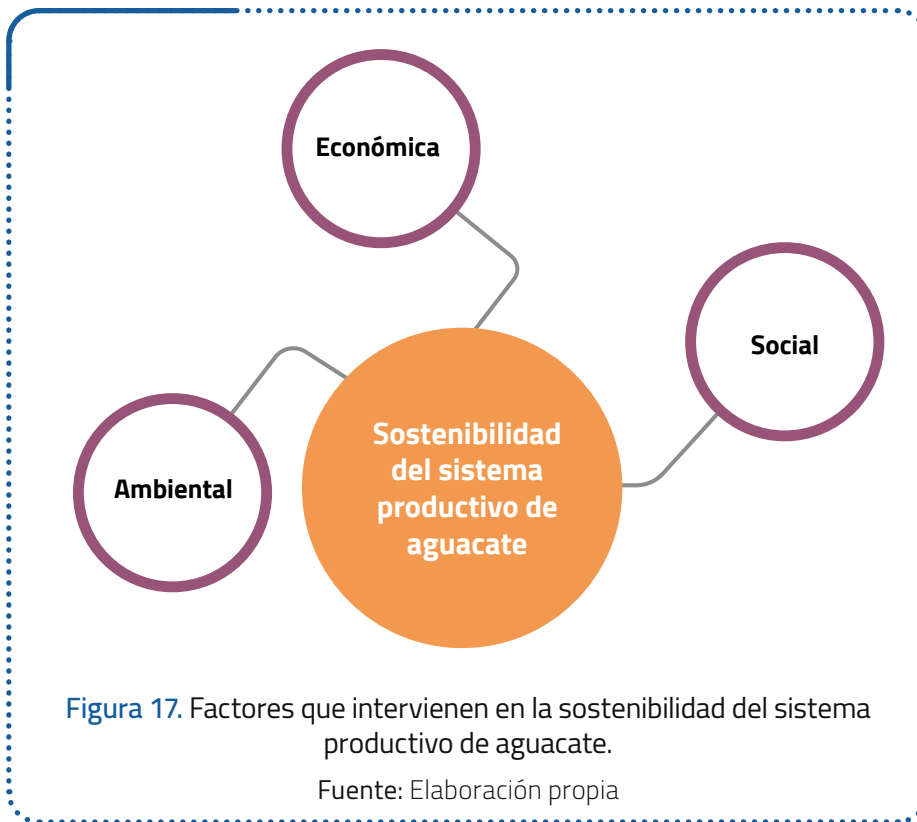 Económica
Social
Ambiental
Sostenibilidad
del sistema
productivo de
aguacate
Figura 17. Factores que intervienen en la sostenibilidad del sistema
productivo de aguacate.
Fuente: Elaboración propia